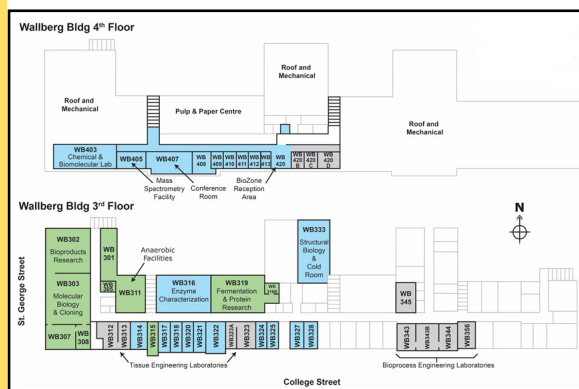 Wallberg Bldg 4th Floor
Roof and
Mechanical
Roof and
Mechanical
Pulp & Paper Centre
Roof and
Mechanical
WB403
Chemical &
Biomolecular Lab
WB405
WB407
WB
408
WB
409
WB
410
WB
411
WB
412
WB
413
WB
420
WB
420
B
WB
420
C
WB
420
D
Mass
Spectrometry
Facility
Conference
Room
BioZone
Reception
Area
Wallberg Bldg 3rd Floor
N
St. George Street
WB302
Bioproducts
Research
WB303
Molecular
Biology
& Cloning
WB307
WB
308
WB
301
WB
Anaerobic
Facilities
WB311
WB316
Enzyme
Characterization
WB319
Fermentation
& Protein
Research
WB
WB333
Structural
Biology
&
Cold
Room
WB
345
WB312
WB313
WB314
WB315
WB317
WB318
WB320
WB321
WB322
WB323A
WB323
WB324
WB325
WB327
WB328
WB343
WB343B
WB344
WB356
Tissue Engineering Laboratories
Bioprocess Engineering Laboratories
College Street